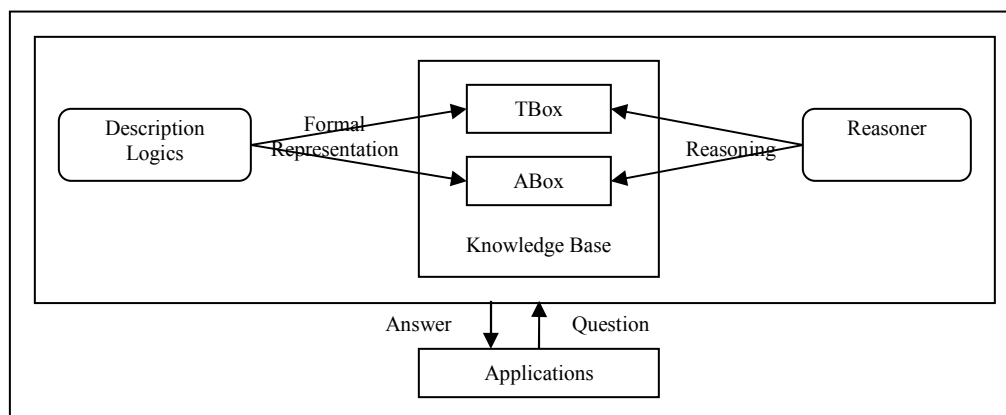 TBox
Description
Logics
Formal
Representation
Reasoning
Reasoner
ABox
Knowledge Base
Answer
Question
Applications